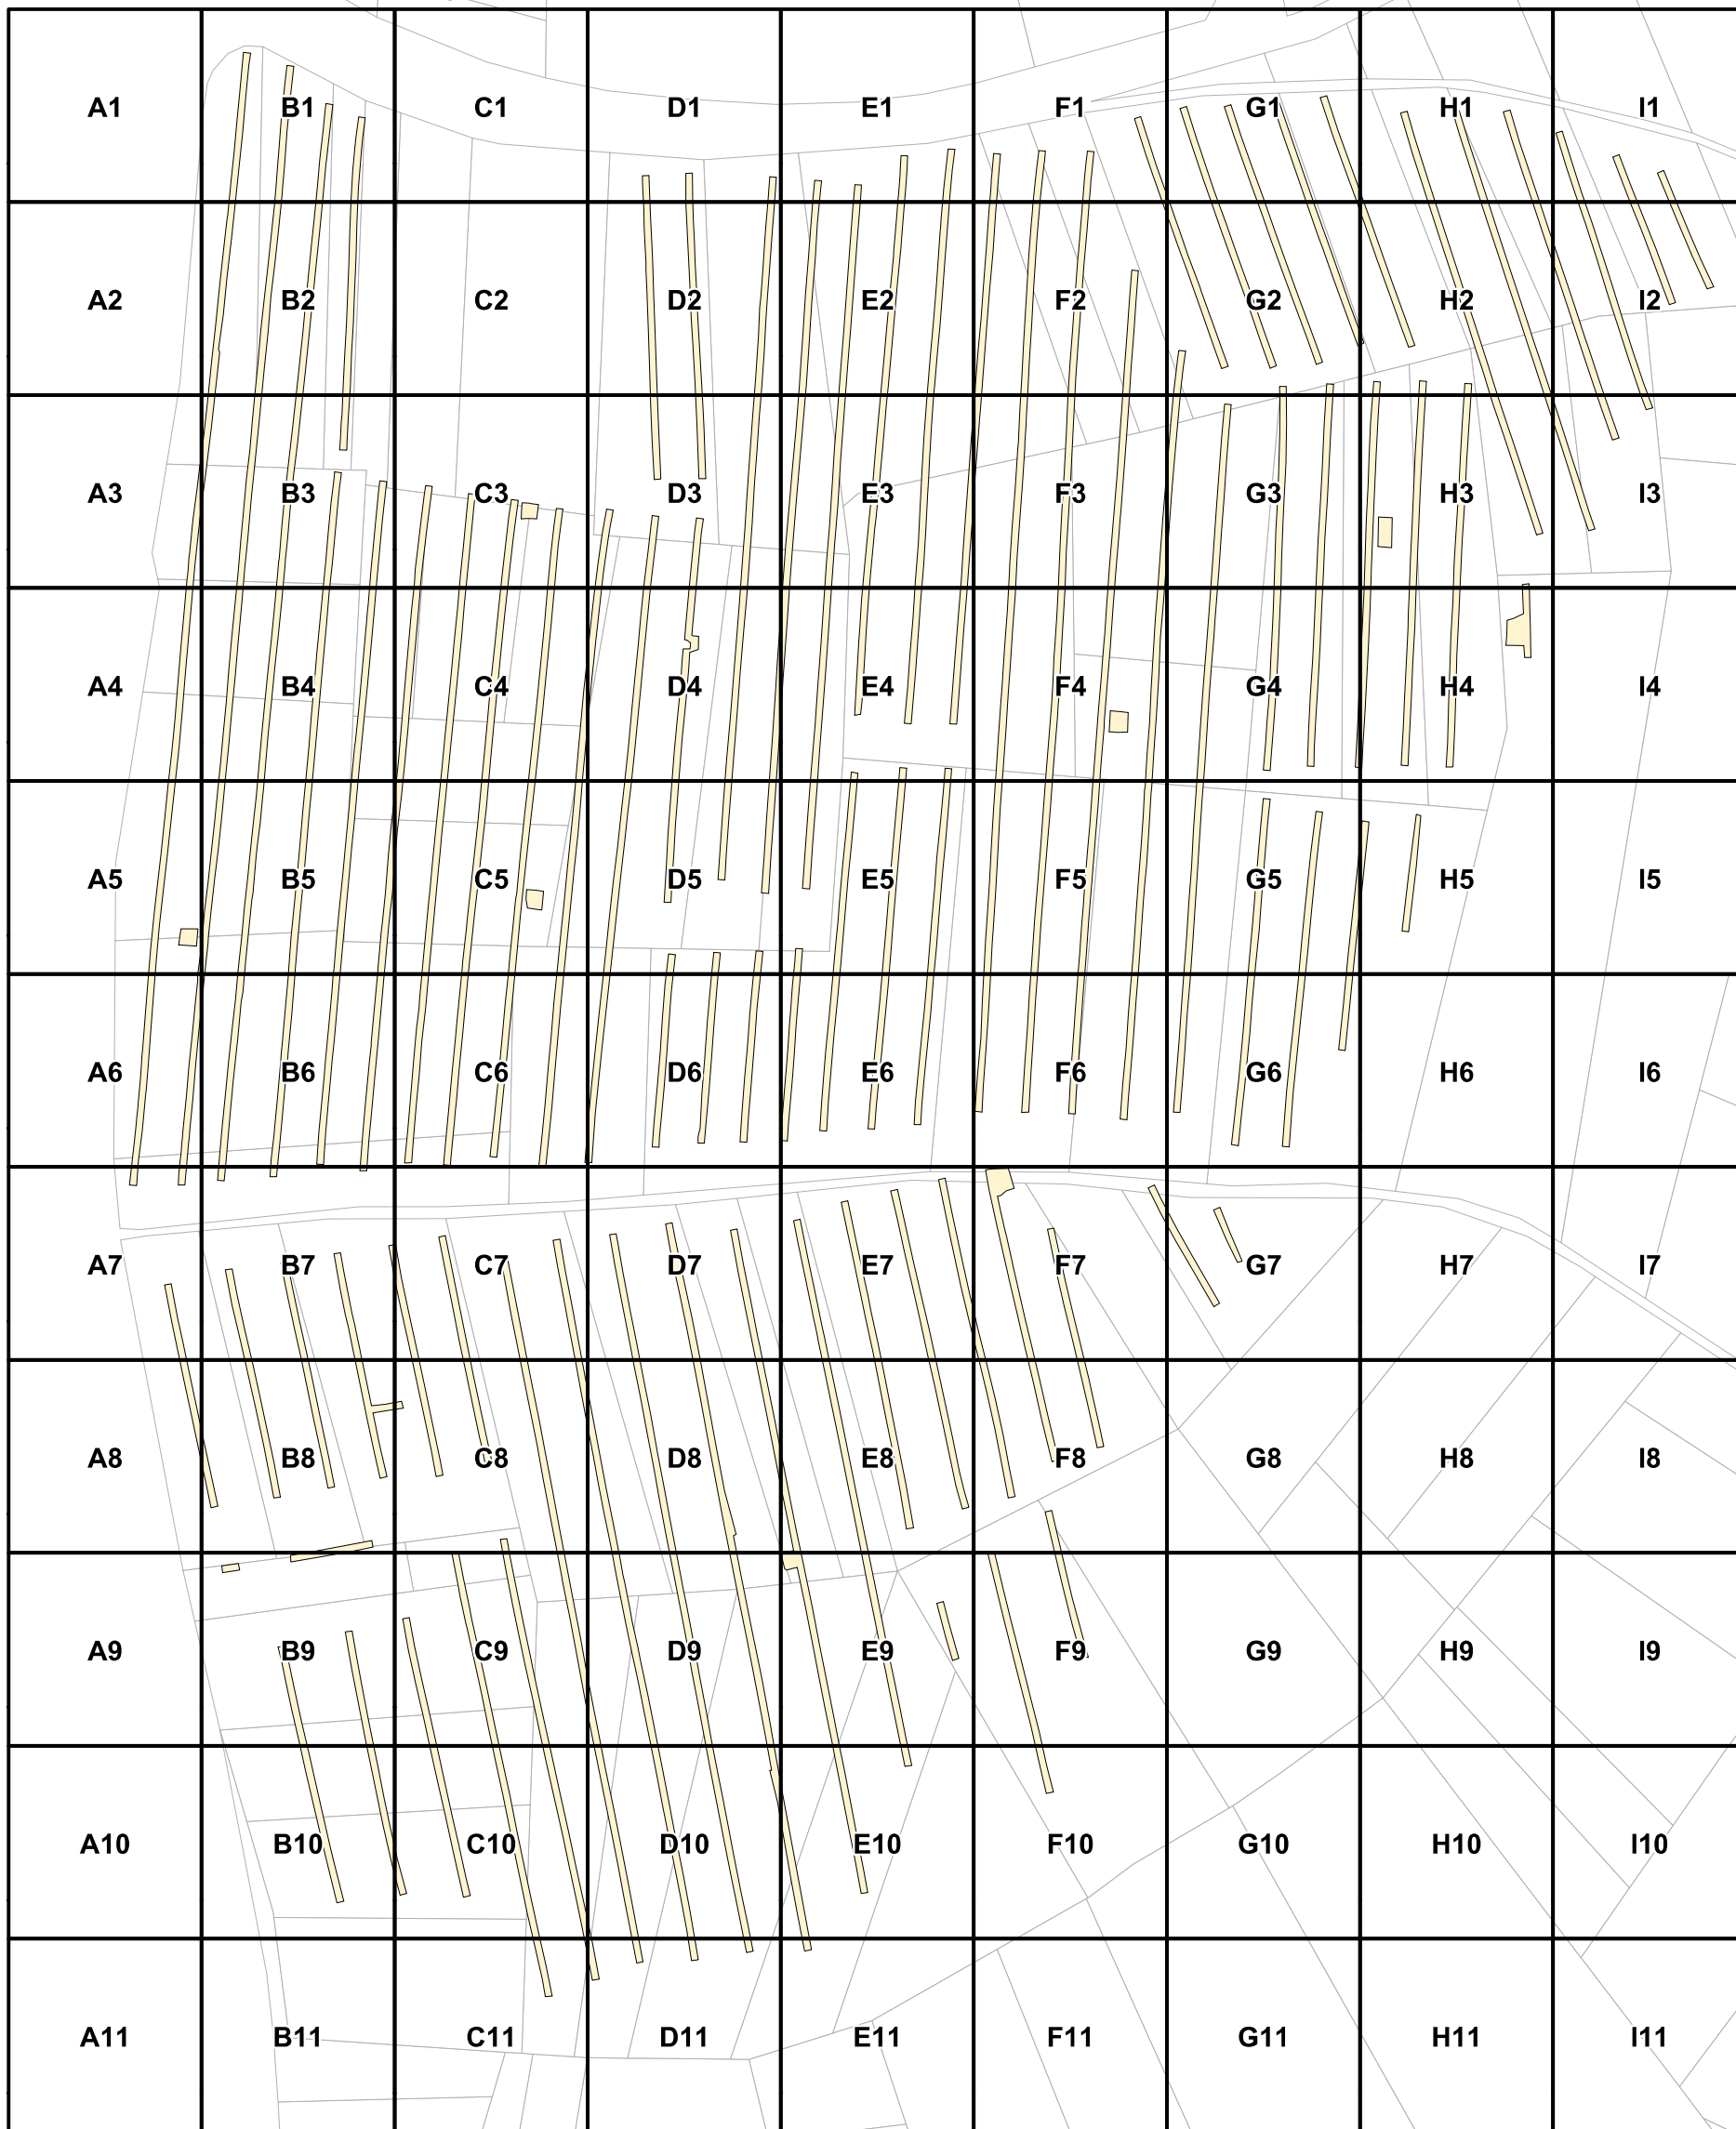 A1 B1 C1 D1 E1 F1 G1 H1 I1
A2 B2 C2 D2 E2 F2 G2 H2 I2
A3 B3 C3 D3 E3 F3 G3 H3 I3
A4 B4 C4 D4 E4 F4 G4 H4 I4
A5 B5 C5 D5 E5 F5 G5 H5 I5
A6 B6 C6 D6 E6 F6 G6 H6 I6
A7 B7 C7 D7 E7 F7 G7 H7 I7
A8 B8 C8 D8 E8 F8 G8 H8 I8
A9 B9 C9 D9 E9 F9 G9 H9 I9
A10 B10 C10 D10 E10 F10 G10 H10 I10
A11 B11 C11 D11 E11 F11 G11 H11 I11